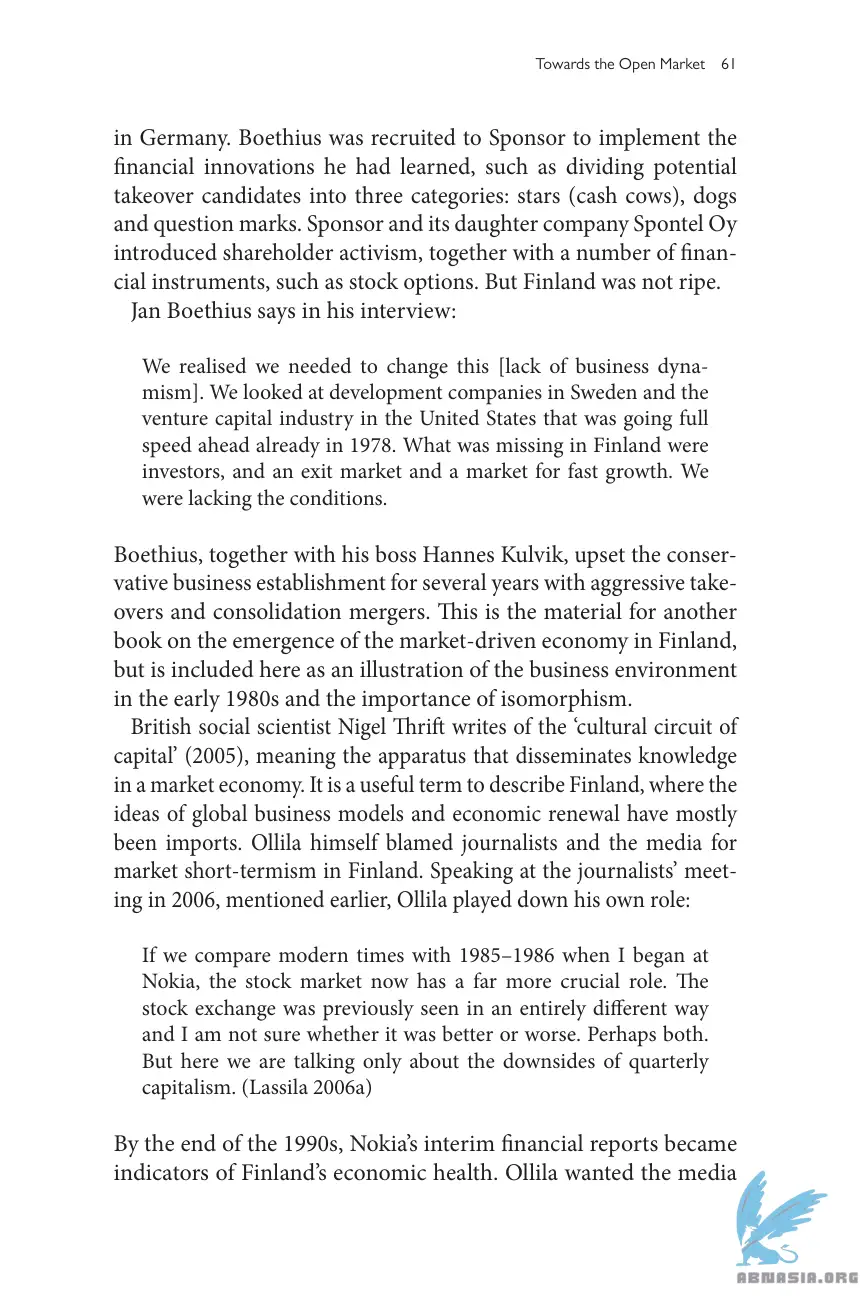 Towards the Open Market 61
in Germany. Boethius was recruited to Sponsor to implement the
financial innovations he had learned, such as dividing potential
takeover candidates into three categories: stars (cash cows), dogs
and question marks. Sponsor and its daughter company Spontel Oy
introduced shareholder activism, together with a number of finan-
cial instruments, such as stock options. But Finland was not ripe.
Jan Boethius says in his interview:
We realised we needed to change this [lack of business dyna-
mism]. We looked at development companies in Sweden and the
venture capital industry in the United States that was going full
speed ahead already in 1978. What was missing in Finland were
investors, and an exit market and a market for fast growth. We
were lacking the conditions.
Boethius, together with his boss Hannes Kulvik, upset the conser-
vative business establishment for several years with aggressive take-
overs and consolidation mergers. This is the material for another
book on the emergence of the market-driven economy in Finland,
but is included here as an illustration of the business environment
in the early 1980s and the importance of isomorphism.
British social scientist Nigel Thrift writes of the ‘cultural circuit of
capital’ (2005), meaning the apparatus that disseminates knowledge
in a market economy. It is a useful term to describe Finland, where the
ideas of global business models and economic renewal have mostly
been imports. Ollila himself blamed journalists and the media for
market short-termism in Finland. Speaking at the journalists’ meet-
ing in 2006, mentioned earlier, Ollila played down his own role:
If we compare modern times with 1985–1986 when I began at
Nokia, the stock market now has a far more crucial role. The
stock exchange was previously seen in an entirely different way
and I am not sure whether it was better or worse. Perhaps both.
But here we are talking only about the downsides of quarterly
capitalism. (Lassila 2006a)
By the end of the 1990s, Nokia’s interim financial reports became
indicators of Finland’s economic health. Ollila wanted the media
ABNASIA.ORG